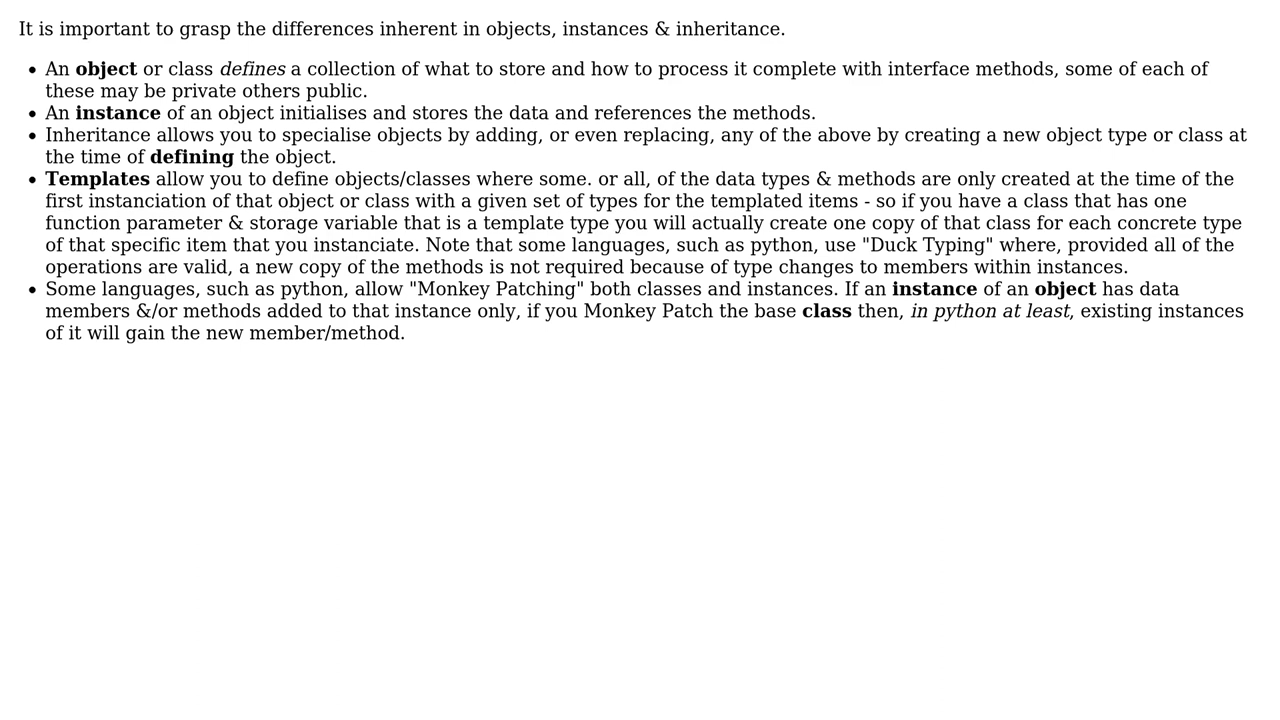 It is important to grasp the differences inherent in objects, instances & inheritance.
• An object or class defines a collection of what to store and how to process it complete with interface methods, some of each of
these may be private others public.
• An instance of an object initialises and stores the data and references the methods.
• Inheritance allows you to specialise objects by adding, or even replacing, any of the above by creating a new object type or class at
the time of defining the object.
• Templates allow you to define objects/classes where some. or all, of the data types & methods are only created at the time of the
first instanciation of that object or class with a given set of types for the templated items - so if you have a class that has one
function parameter & storage variable that is a template type you will actually create one copy of that class for each concrete type
of that specific item that you instanciate. Note that some languages, such as python, use "Duck Typing" where, provided all of the
operations are valid, a new copy of the methods is not required because of type changes to members within instances.
• Some languages, such as python, allow "Monkey Patching" both classes and instances. If an instance of an object has data
members &/or methods added to that instance only, if you Monkey Patch the base class then, in python at least, existing instances
of it will gain the new member/method.